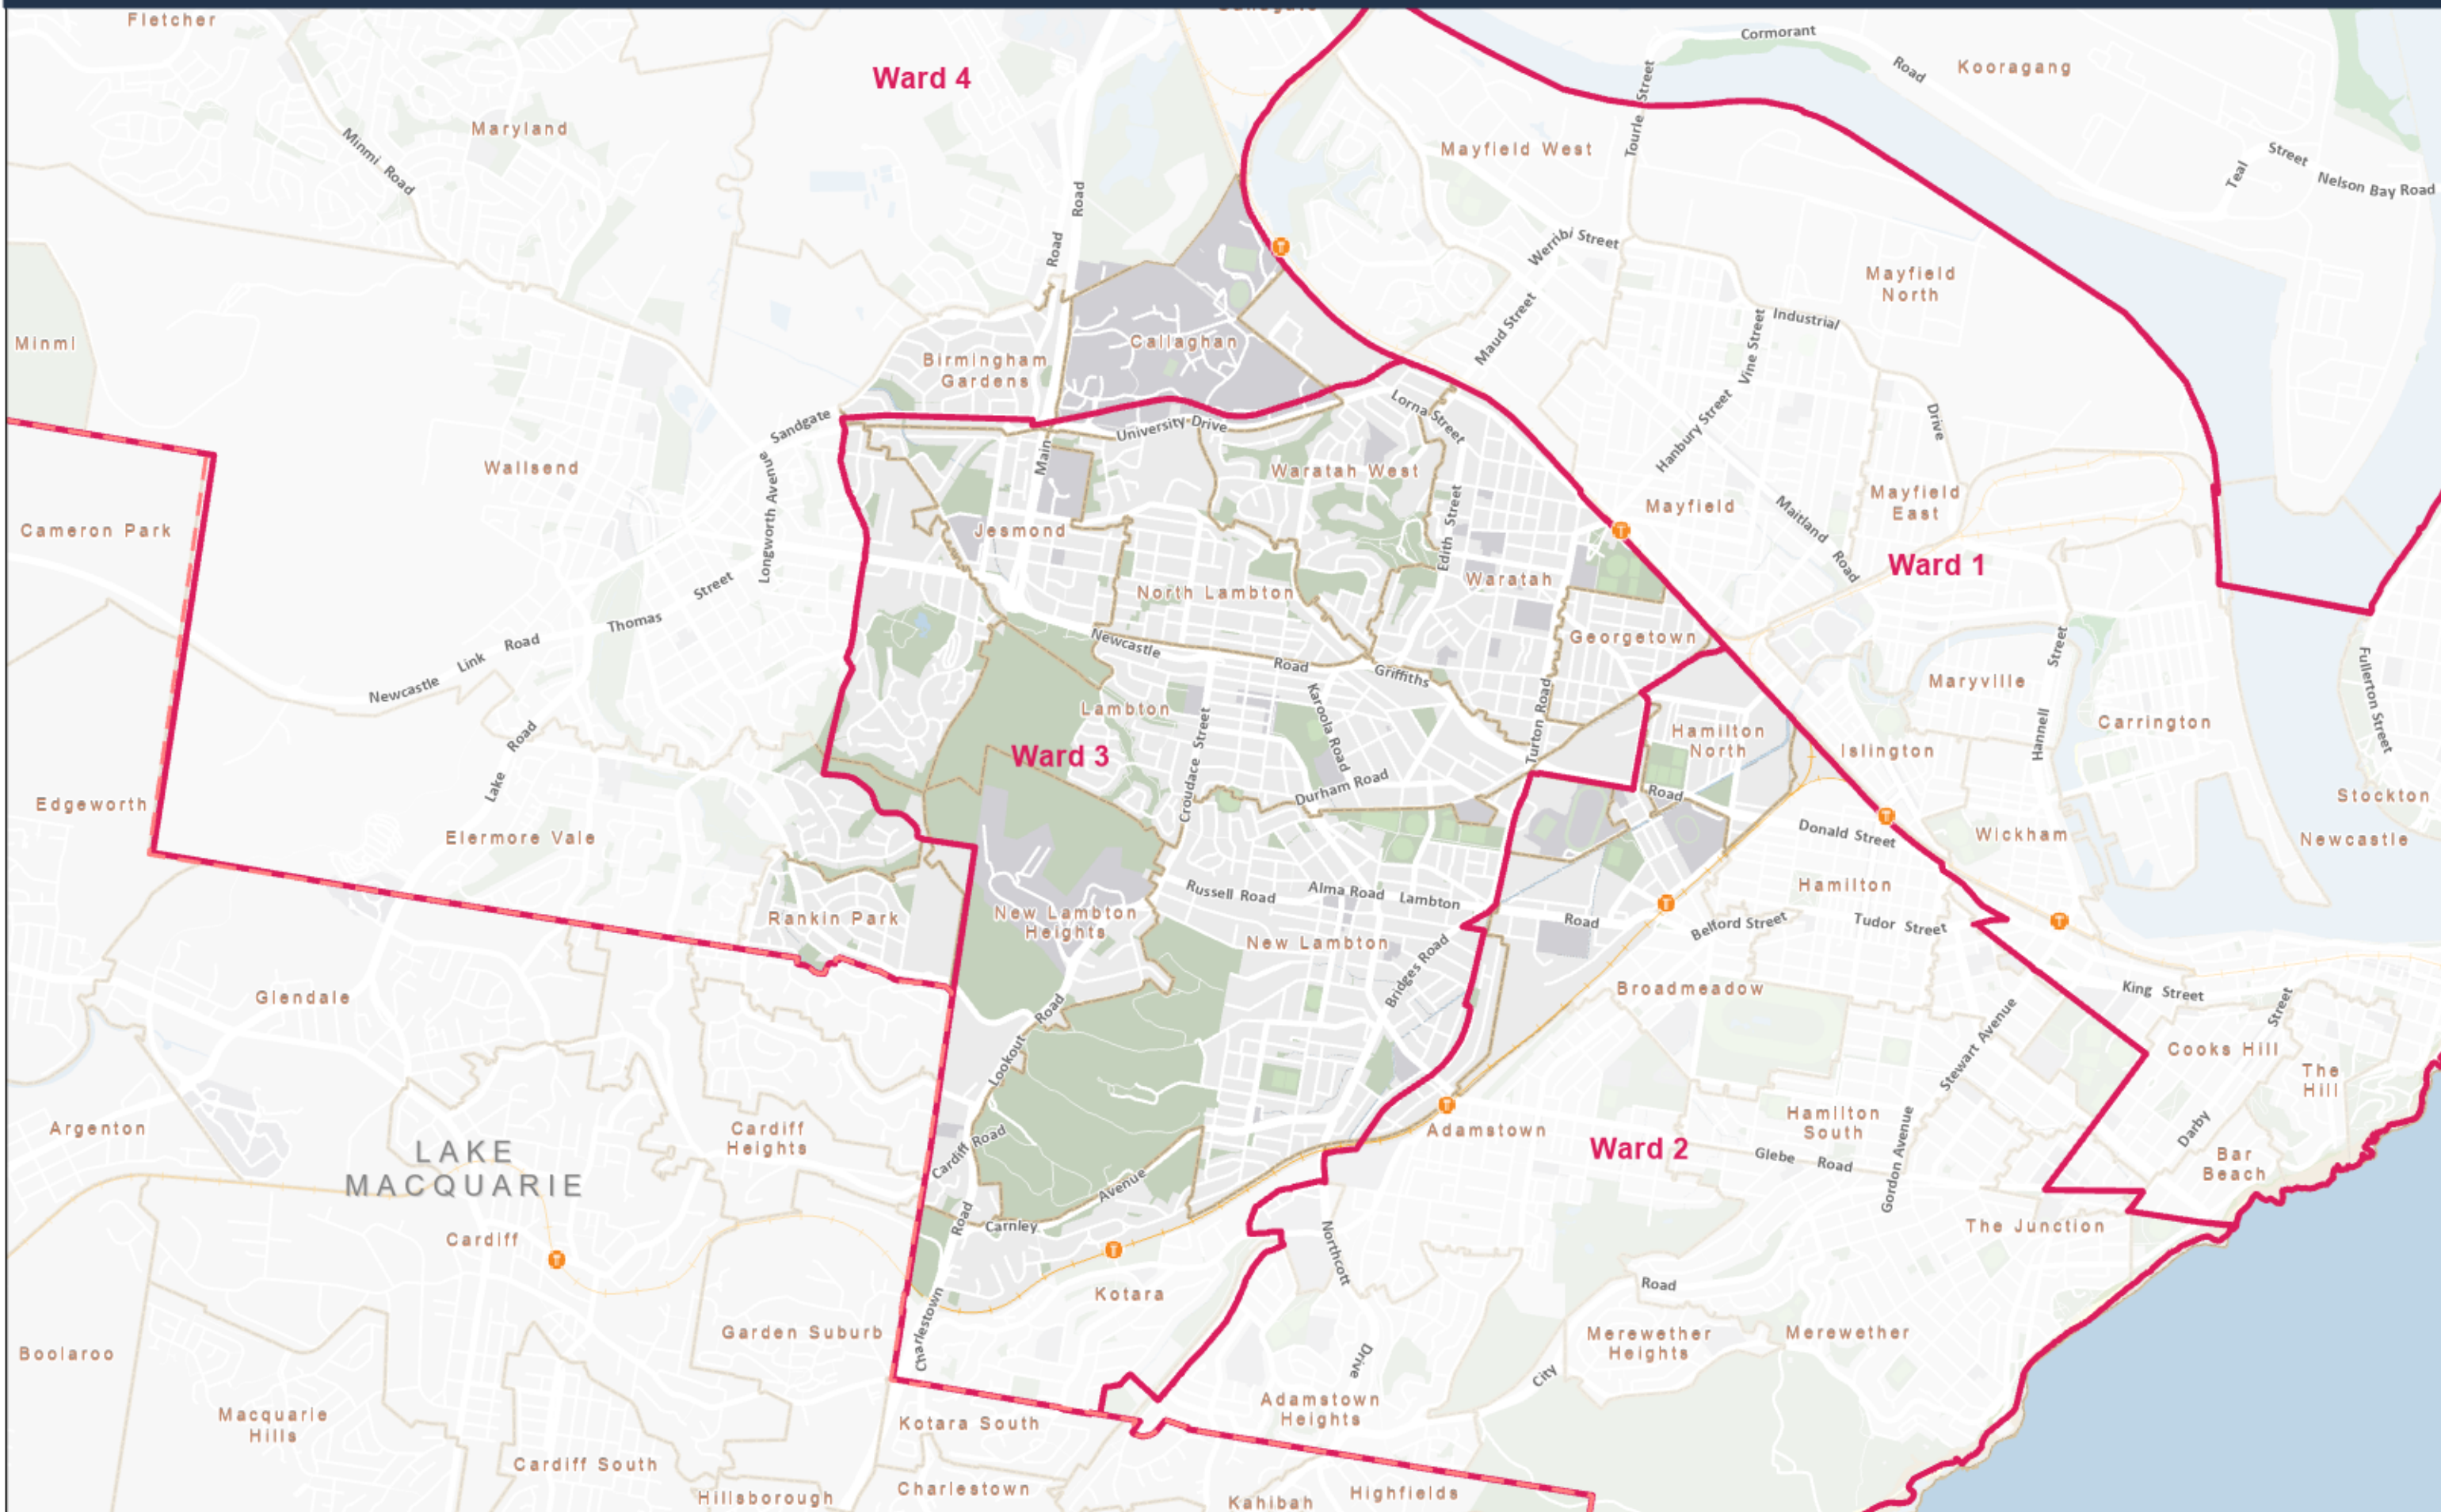 Fletcher
Ward 4
Cormorant
Road
Kooragang
Maryland
Minmi Road
Mayfield West
Tourle Street
Teal
Street
Nelson Bay Road
Road
Road
Werribi Street
Mayfield
North
Maud Street
Industrial
Vine Street
Drive
Minmi
Birmingham
Gardens
Callaghan
Sandgate
University Drive
Lorna Street
Hanbury Street
Wallsend
Longworth Avenue
Main
Waratah West
Edith Street
Mayfield
Maitland Road
Mayfield
East
Cameron Park
Jesmond
Ward 1
North Lambton
Waratah
Thomas Street
Newcastle Link Road
Newcastle
Road
Griffiths
Georgetown
Street
Hannell
Maryville
Fullerton Street
Lambton
Karoola Road
Turton Road
Hamilton
North
Carrington
Lake Road
Croudace Street
Ward 3
Islington
Durham Road
Road
Stockton
Edgeworth
Elermore Vale
Donald Street
Wickham
Newcastle
Russell Road
Alma Road
Lambton
Road
Hamilton
Rankin Park
New Lambton
Heights
New Lambton
Belford Street
Tudor Street
Bridges Road
Glendale
Lookout Road
Broadmeadow
King Street
Stewart Avenue
Street
Cooks Hill
The
Hill
Argenton
Cardiff
Heights
LAKE
MACQUARIE
Cardiff Road
Adamstown
Ward 2
Hamilton
South
Darby
Glebe Road
Gordon Avenue
Bar
Beach
Carnley
Avenue
Road
Cardiff
Northcott
The Junction
Kotara
Road
Charlestown
Garden Suburb
Merewether
Heights
Merewether
Boolaroo
Drive
City
Adamstown
Heights
Macquarie
Hills
Kotara South
Cardiff South
Hillsborough
Charlestown
Kahibah
Highfields